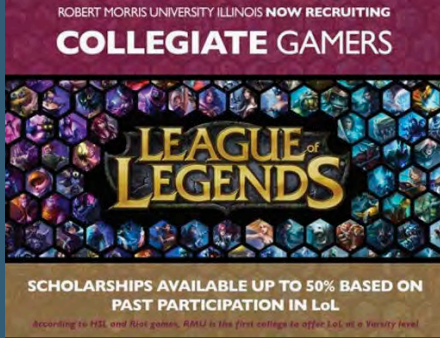 ROBERT MORRIS UNIVERSITY ILLINOIS NOW RECRUITING
COLLEGIATE GAMERS
LEAGUE of
LEGENDS
SCHOLARSHIPS AVAILABLE UP TO 50% BASED ON
PAST PARTICIPATION IN LoL
According to HSL and Riot games, RMU is the first college to offer LoL at a Varsity level